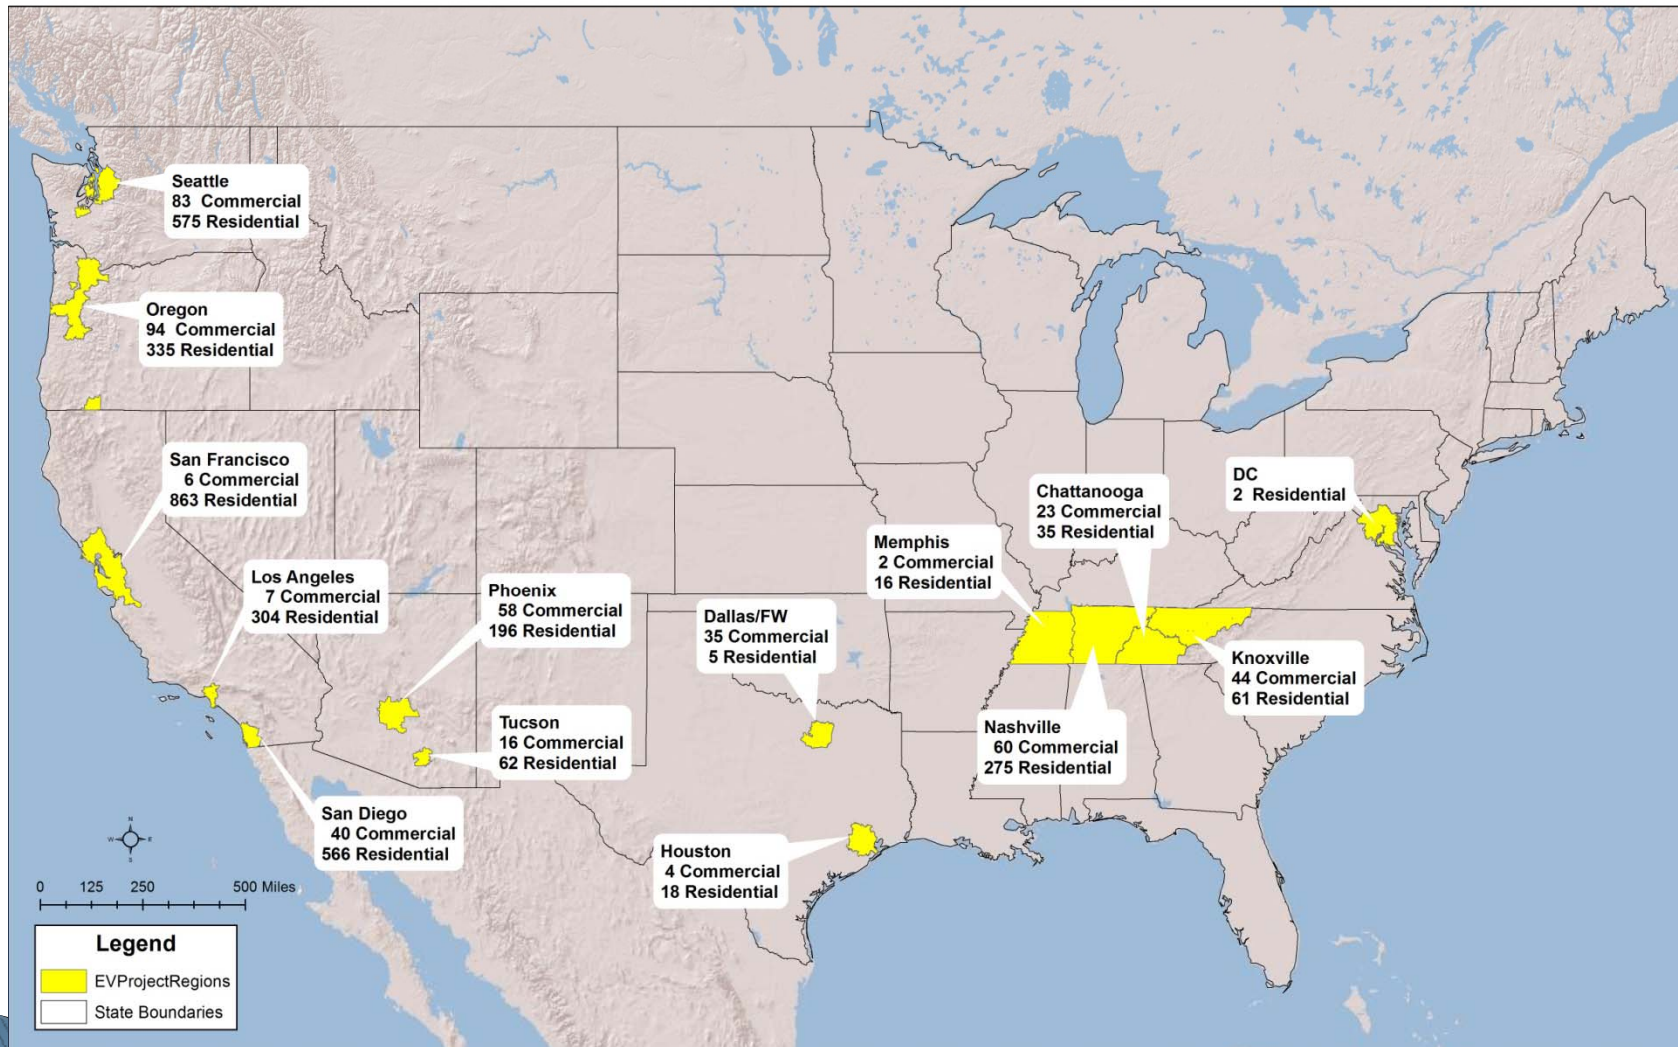 Seattle
83 Commercial
575 Residential
Oregon
94 Commercial
335 Residential
San Francisco
6 Commercial
863 Residential
Los Angeles
7 Commercial
304 Residential
Phoenix
58 Commercial
196 Residential
Tucson
16 Commercial
62 Residential
San Diego
40 Commercial
566 Residential
Dallas/FW
35 Commercial
5 Residential
Houston
4 Commercial
18 Residential
Memphis
2 Commercial
16 Residential
Chattanooga
23 Commercial
35 Residential
DC
2 Residential
Knoxville
44 Commercial
61 Residential
Nashville
60 Commercial
275 Residential
N
W E
S
0 125 250 500 Miles
Legend
EVProjectRegions
State Boundaries